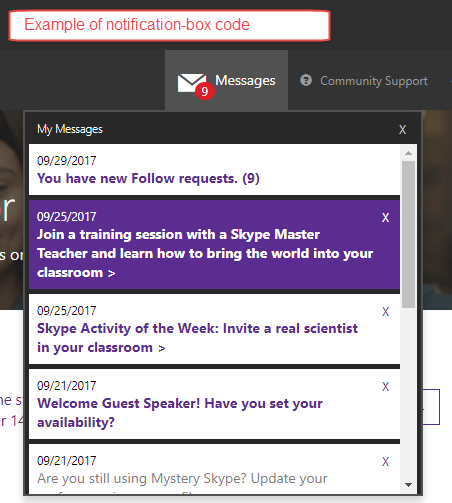 Example of notification-box code
9
Messages
Community Support
My Messages
X
09/29/2017
You have new Follow requests. (9)
09/25/2017
X
Join a training session with a Skype Master
Teacher and learn how to bring the world into your
classroom >
09/25/2017
X
Skype Activity of the Week: Invite a real scientist
in your classroom >
09/21/2017
X
Welcome Guest Speaker! Have you set your
availability?
09/21/2017
X
Are you still using Mystery Skype? Update your
or
s or
e s
r 14